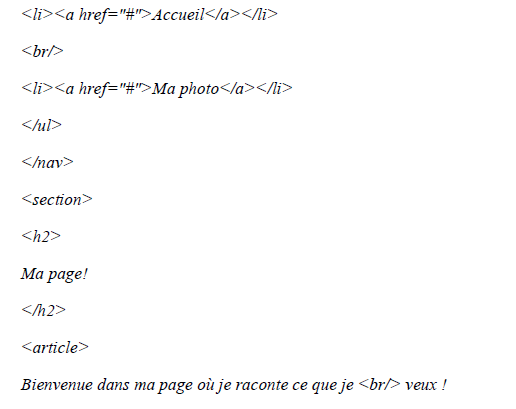 <li><a href="#">Accueil</a></li>
<br/>
<li><a href="#">Ma photo</a></li>
</ul>
</nav>
<section>
<h2>
Ma page!
</h2>
<article>
Bienvenue dans ma page où je raconte ce que je <br/> veux !